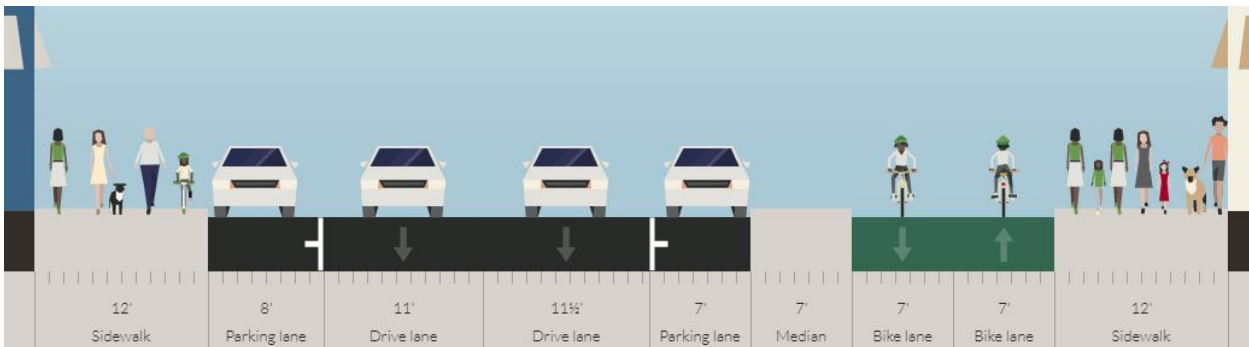 12' 8' 11' 11½' 7' 7' 7' 7' 12'
Sidewalk Parking lane Drive lane Drive lane Parking lane Median Bike lane Bike lane Sidewalk